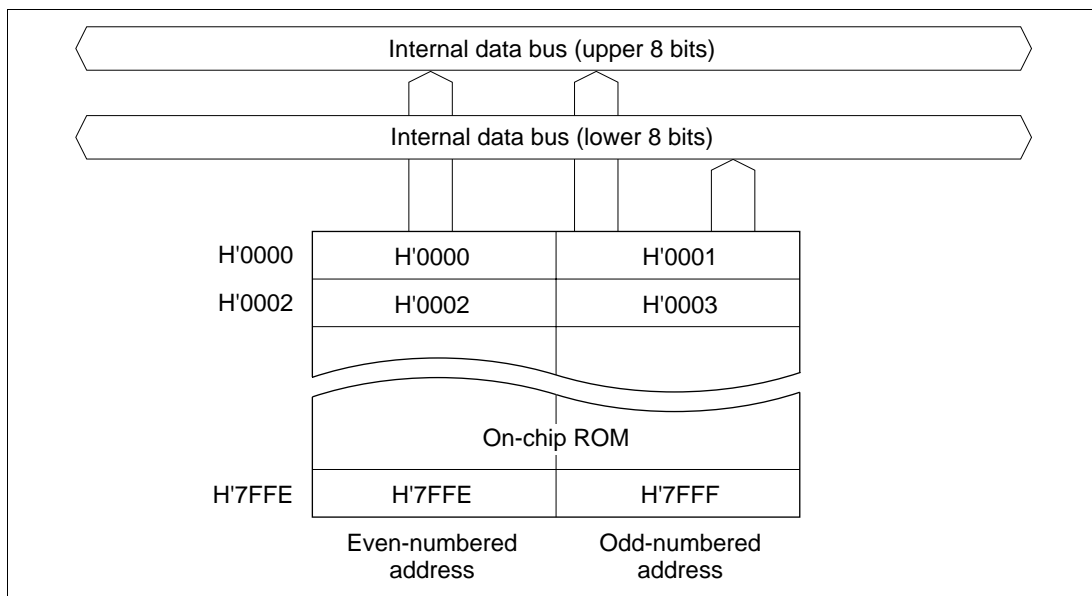 Internal data bus (upper 8 bits)
Internal data bus (lower 8 bits)
H'0000 H'0000 H'0001
H'0002 H'0002 H'0003
On-chip ROM
H'7FFE H'7FFE H'7FFF
Even-numbered address
Odd-numbered address